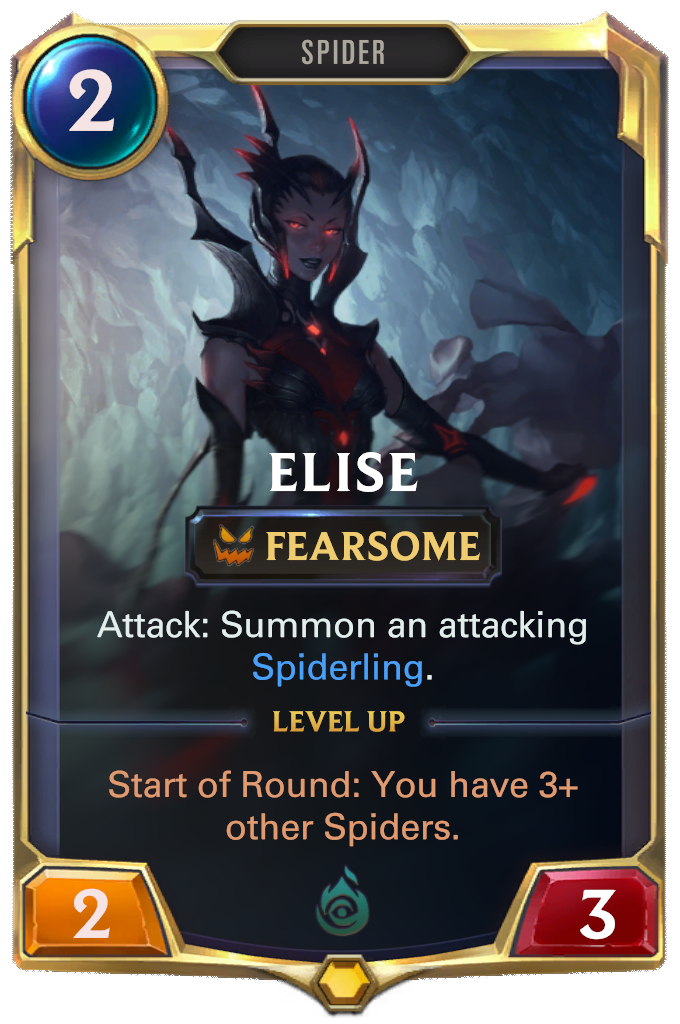 SPIDER
2
ELISE
FEARSOME
Attack: Summon an attacking
Spiderling.
LEVEL UP
Start of Round: You have 3+
other Spiders.
2
3